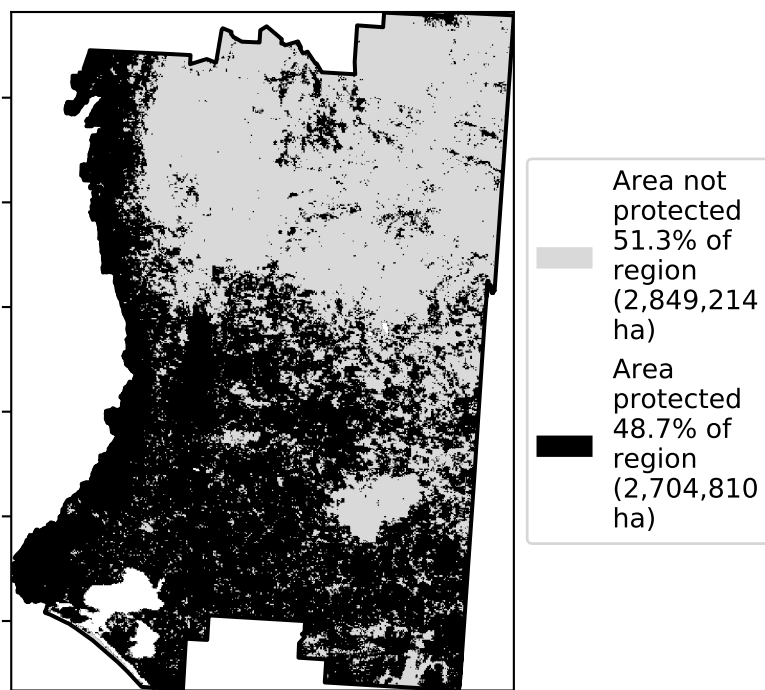 Area not
protected
51.3% of
region
(2,849,214
ha)
Area
protected
48.7% of
region
(2,704,810
ha)